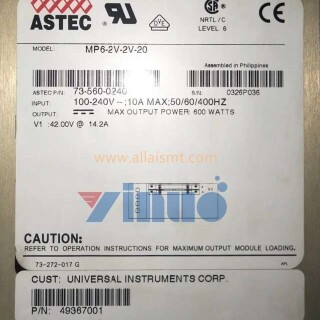 ASTEC
NRTL / C
LEVEL 6
MODEL: MP6-2V-2V-20
Assembled in Philippines
ASTEC P/N: 73-560-0240 S/N: 0326P036
INPUT: 100-240V~;10A MAX;50/60/400HZ
OUTPUT: MAX OUTPUT POWER: 600 WATTS
V1 :42.00V @ 14.2A
www.allaismt.com
YINUO
CAUTION:
REFER TO OPERATION INSTRUCTIONS FOR MAXIMUM OUTPUT MODULE LOADING.
73-272-017 G
CUST: UNIVERSAL INSTRUMENTS CORP.
P/N: 49367001